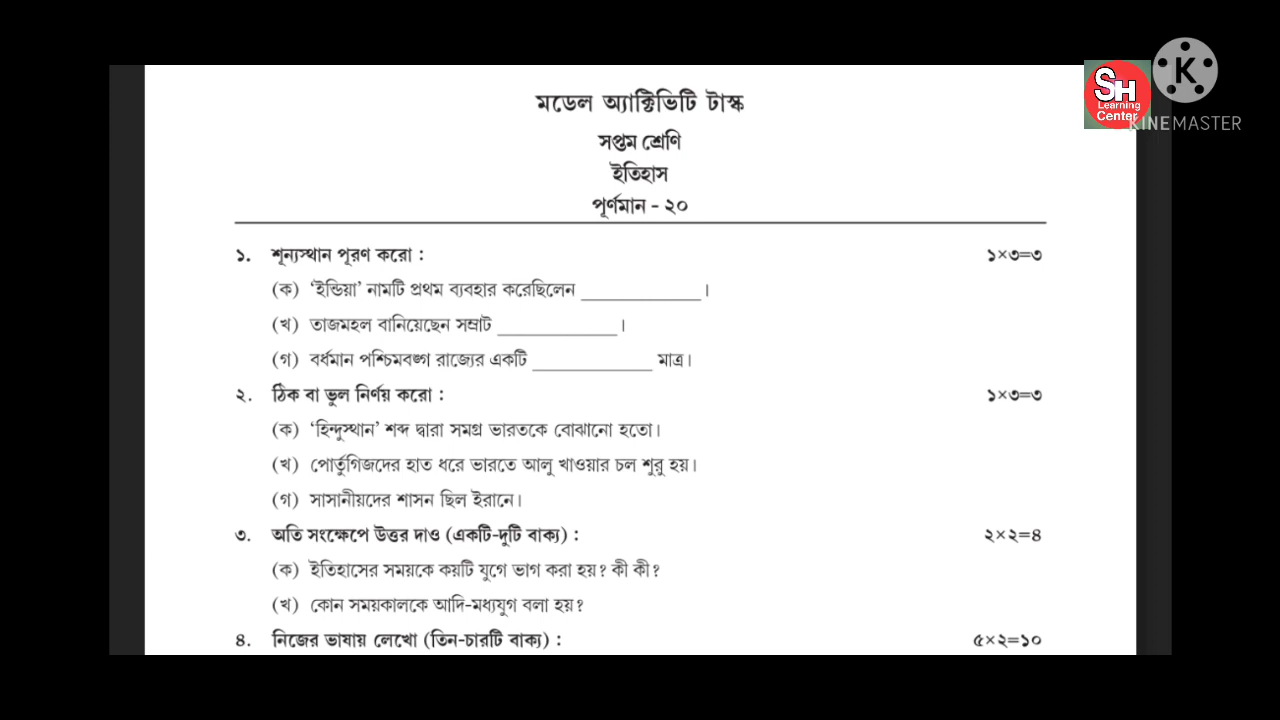 SH
Learning
Center
K
KINEMASTER
মডেল অ্যাক্টিভিটি টাস্ক
সপ্তম শ্রেণি
ইতিহাস
পূর্ণমান - ২০
১. শূন্যস্থান পূরণ করো : ১×৩=৩
(ক) ‘ইন্ডিয়া’ নামটি প্রথম ব্যবহার করেছিলেন ____________।
(খ) তাজমহল বানিয়েছেন সম্রাট ____________।
(গ) বর্ধমান পশ্চিমবঙ্গ রাজ্যের একটি ____________ মাত্র।
২. ঠিক বা ভুল নির্ণয় করো : ১×৩=৩
(ক) ‘হিন্দুস্থান’ শব্দ দ্বারা সমগ্র ভারতকে বোঝানো হতো।
(খ) পোর্তুগিজদের হাত ধরে ভারতে আলু খাওয়ার চল শুরু হয়।
(গ) সাসানীয়দের শাসন ছিল ইরানে।
৩. অতি সংক্ষেপে উত্তর দাও (একটি-দুটি বাক্য) : ২×২=৪
(ক) ইতিহাসের সময়কে কয়টি যুগে ভাগ করা হয়? কী কী?
(খ) কোন সময়কালকে আদি-মধ্যযুগ বলা হয়?
৪. নিজের ভাষায় লেখো (তিন-চারটি বাক্য) : ৫×২=১০